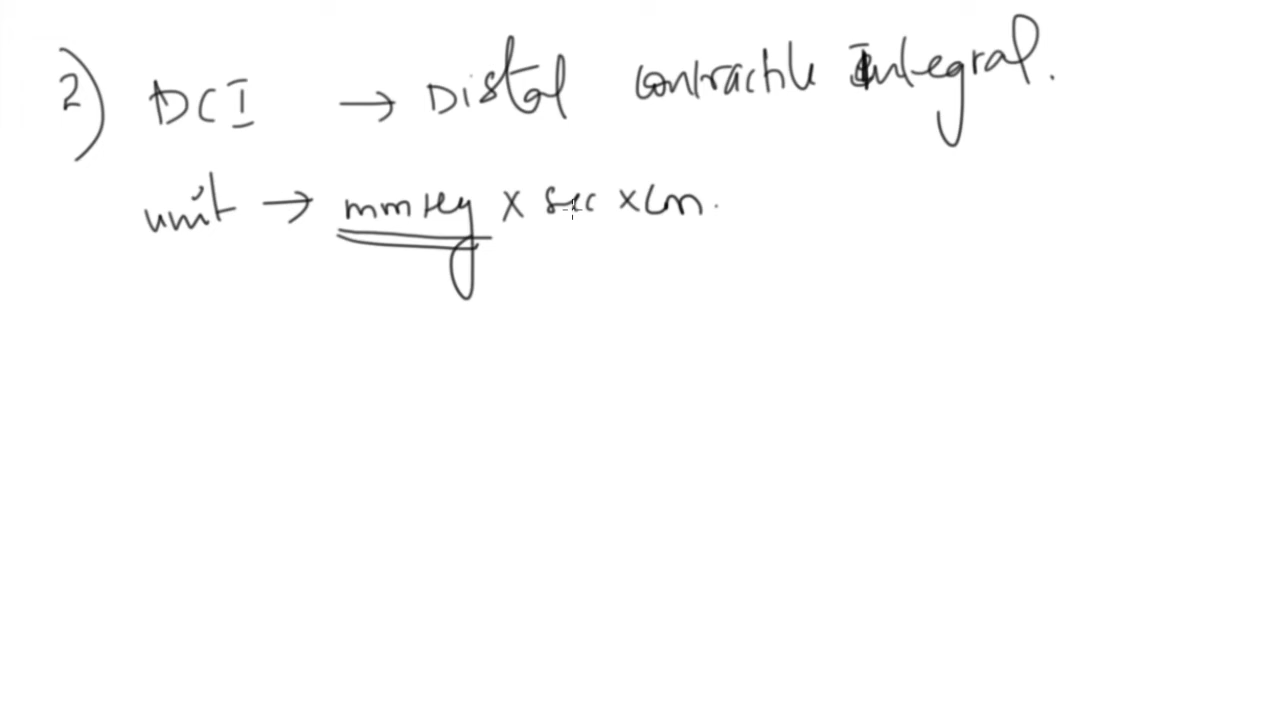 2) DCI → Distal contractile Integral.
unit → mmHg x sec x cm.